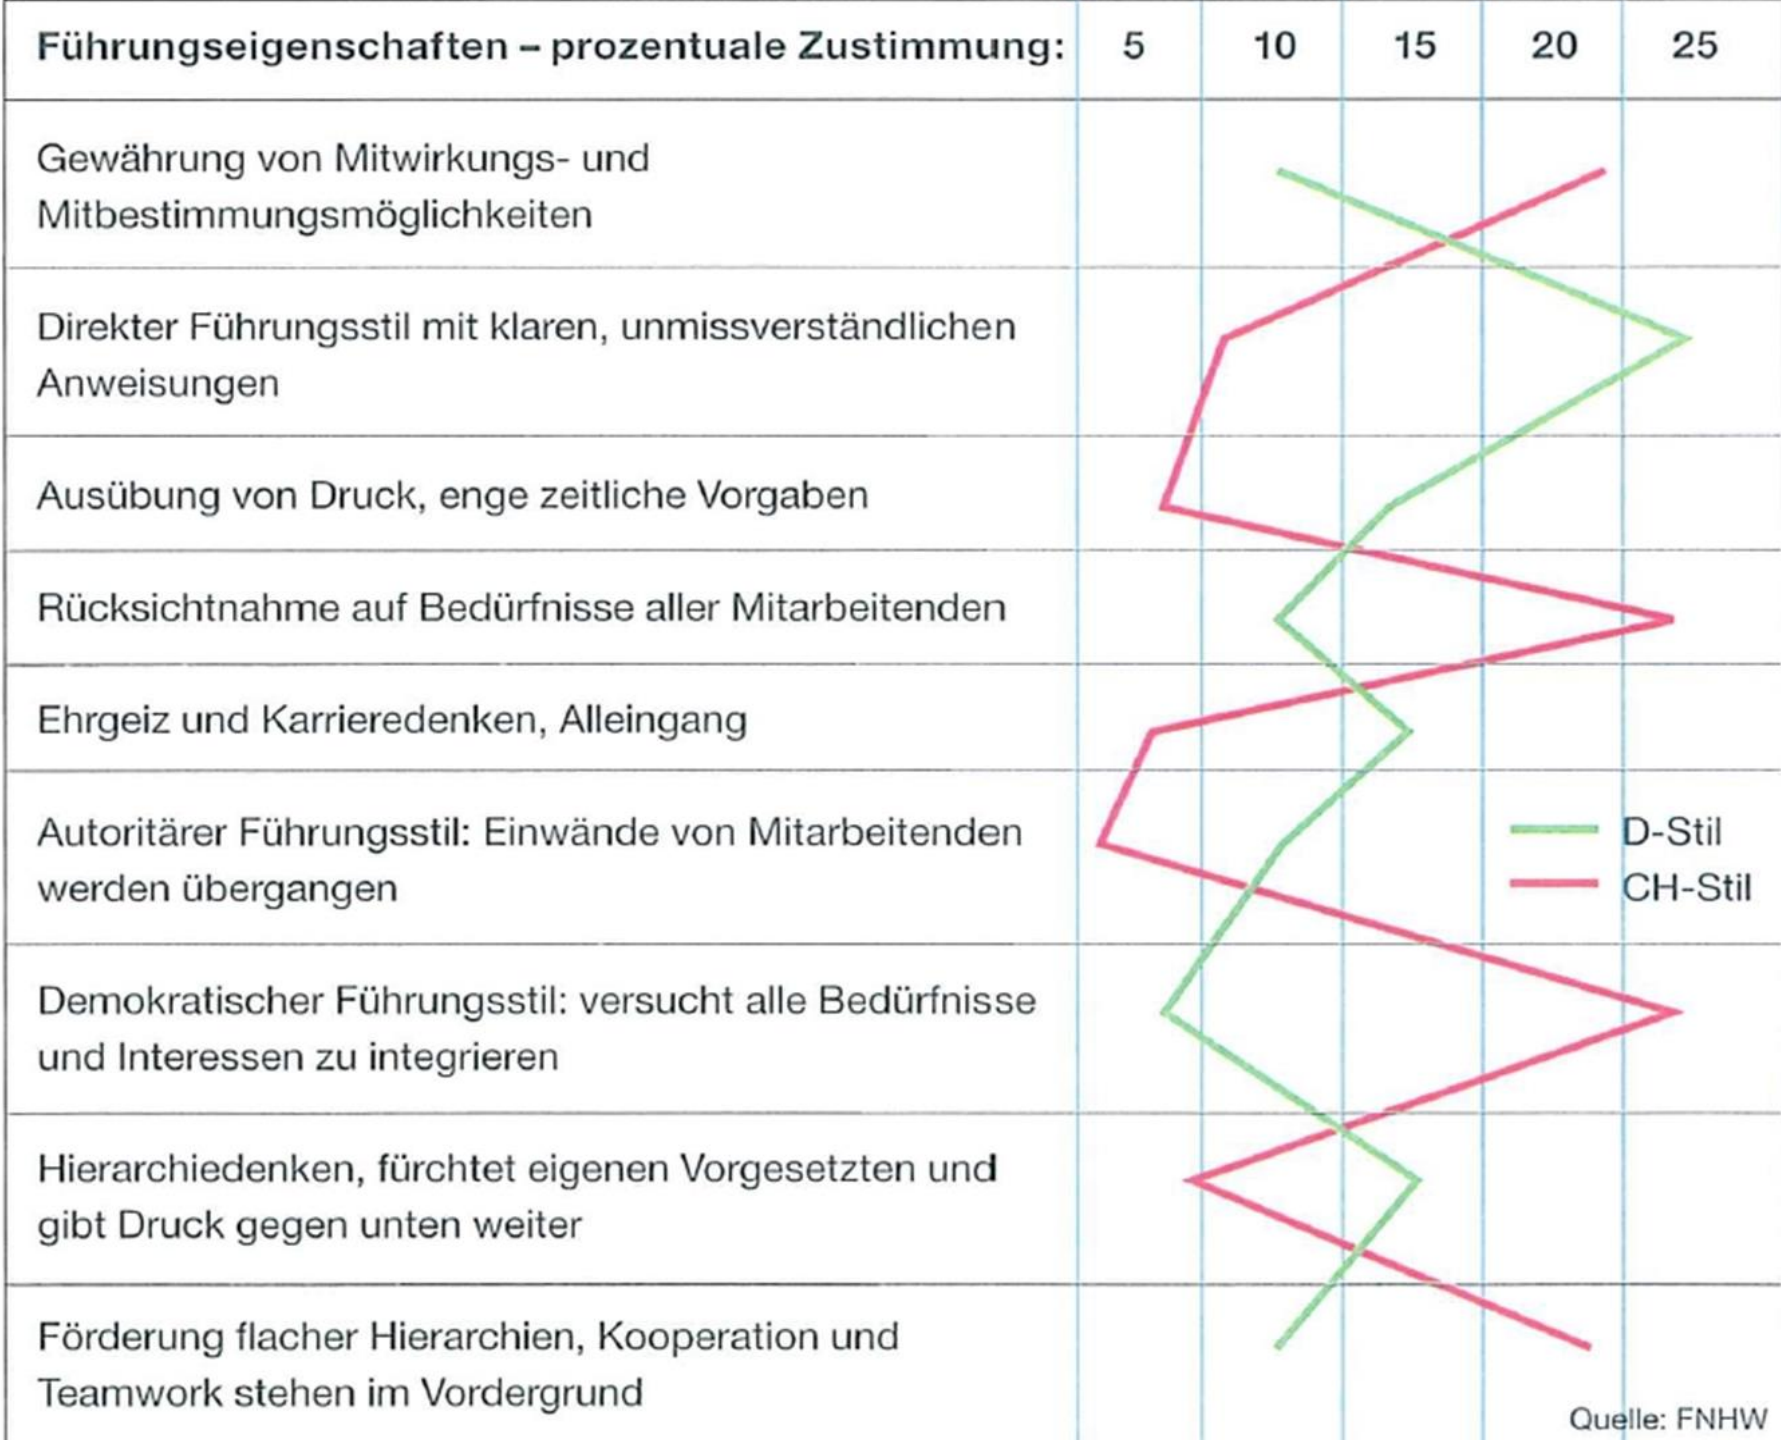 Führungseigenschaften – prozentuale Zustimmung: 5 10 15 20 25
Gewährung von Mitwirkungs- und
Mitbestimmungsmöglichkeiten
Direkter Führungsstil mit klaren, unmissverständlichen
Anweisungen
Ausübung von Druck, enge zeitliche Vorgaben
Rücksichtnahme auf Bedürfnisse aller Mitarbeitenden
Ehrgeiz und Karrieredenken, Alleingang
Autoritärer Führungsstil: Einwände von Mitarbeitenden
werden übergangen
D-Stil
CH-Stil
Demokratischer Führungsstil: versucht alle Bedürfnisse
und Interessen zu integrieren
Hierarchiedenken, fürchtet eigenen Vorgesetzten und
gibt Druck gegen unten weiter
Förderung flacher Hierarchien, Kooperation und
Teamwork stehen im Vordergrund
Quelle: FNHW